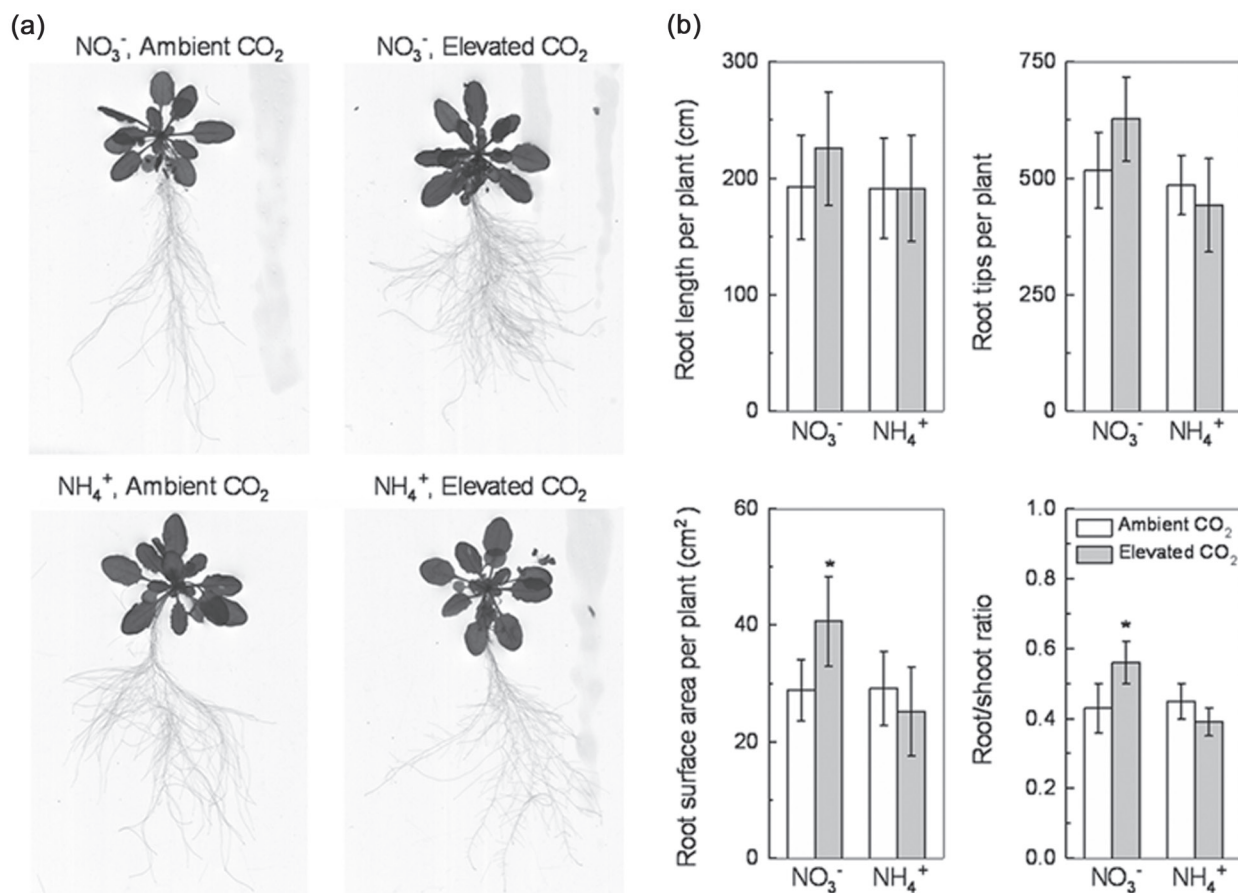 (a)
NO₃⁻, Ambient CO₂
NO₃⁻, Elevated CO₂
NH₄⁺, Ambient CO₂
NH₄⁺, Elevated CO₂
(b)
Root length per plant (cm)
300
200
100
0
NO₃⁻ NH₄⁺
Root tips per plant
750
500
250
0
NO₃⁻ NH₄⁺
Root surface area per plant (cm²)
60
40
20
0
*
NO₃⁻ NH₄⁺
Root/shoot ratio
1.0
0.8
0.6
0.4
0.2
0.0
Ambient CO₂
Elevated CO₂
*
NO₃⁻ NH₄⁺